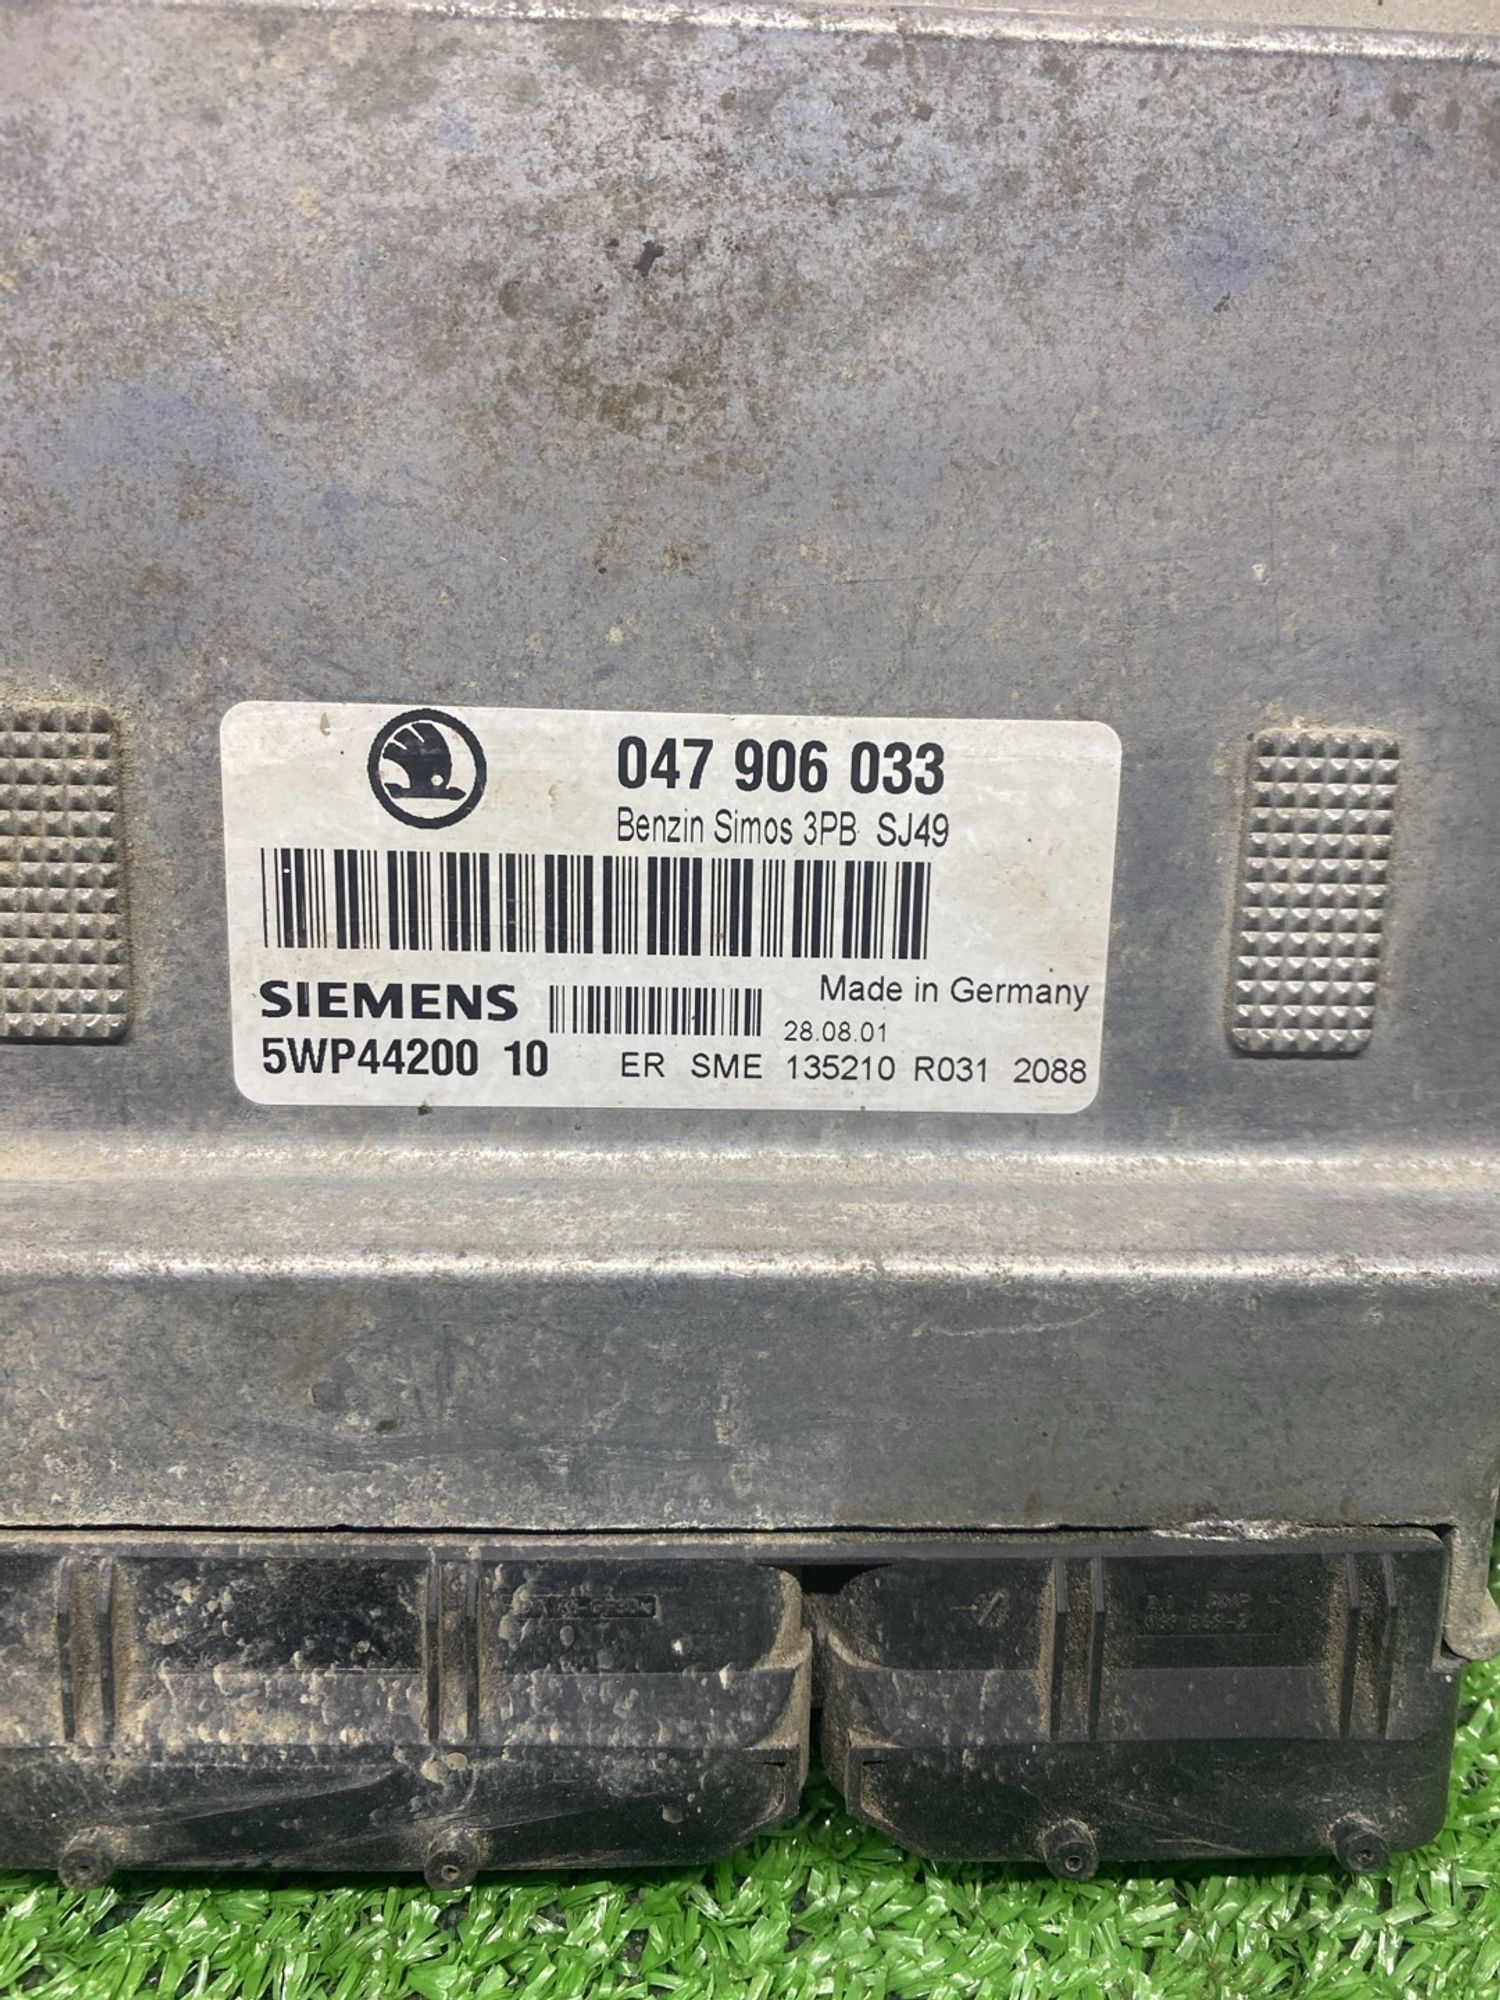 047 906 033
Benzin Simos 3PB SJ49
Made in Germany
SIEMENS
28.08.01
5WP44200 10 ER SME 135210 R031 2088